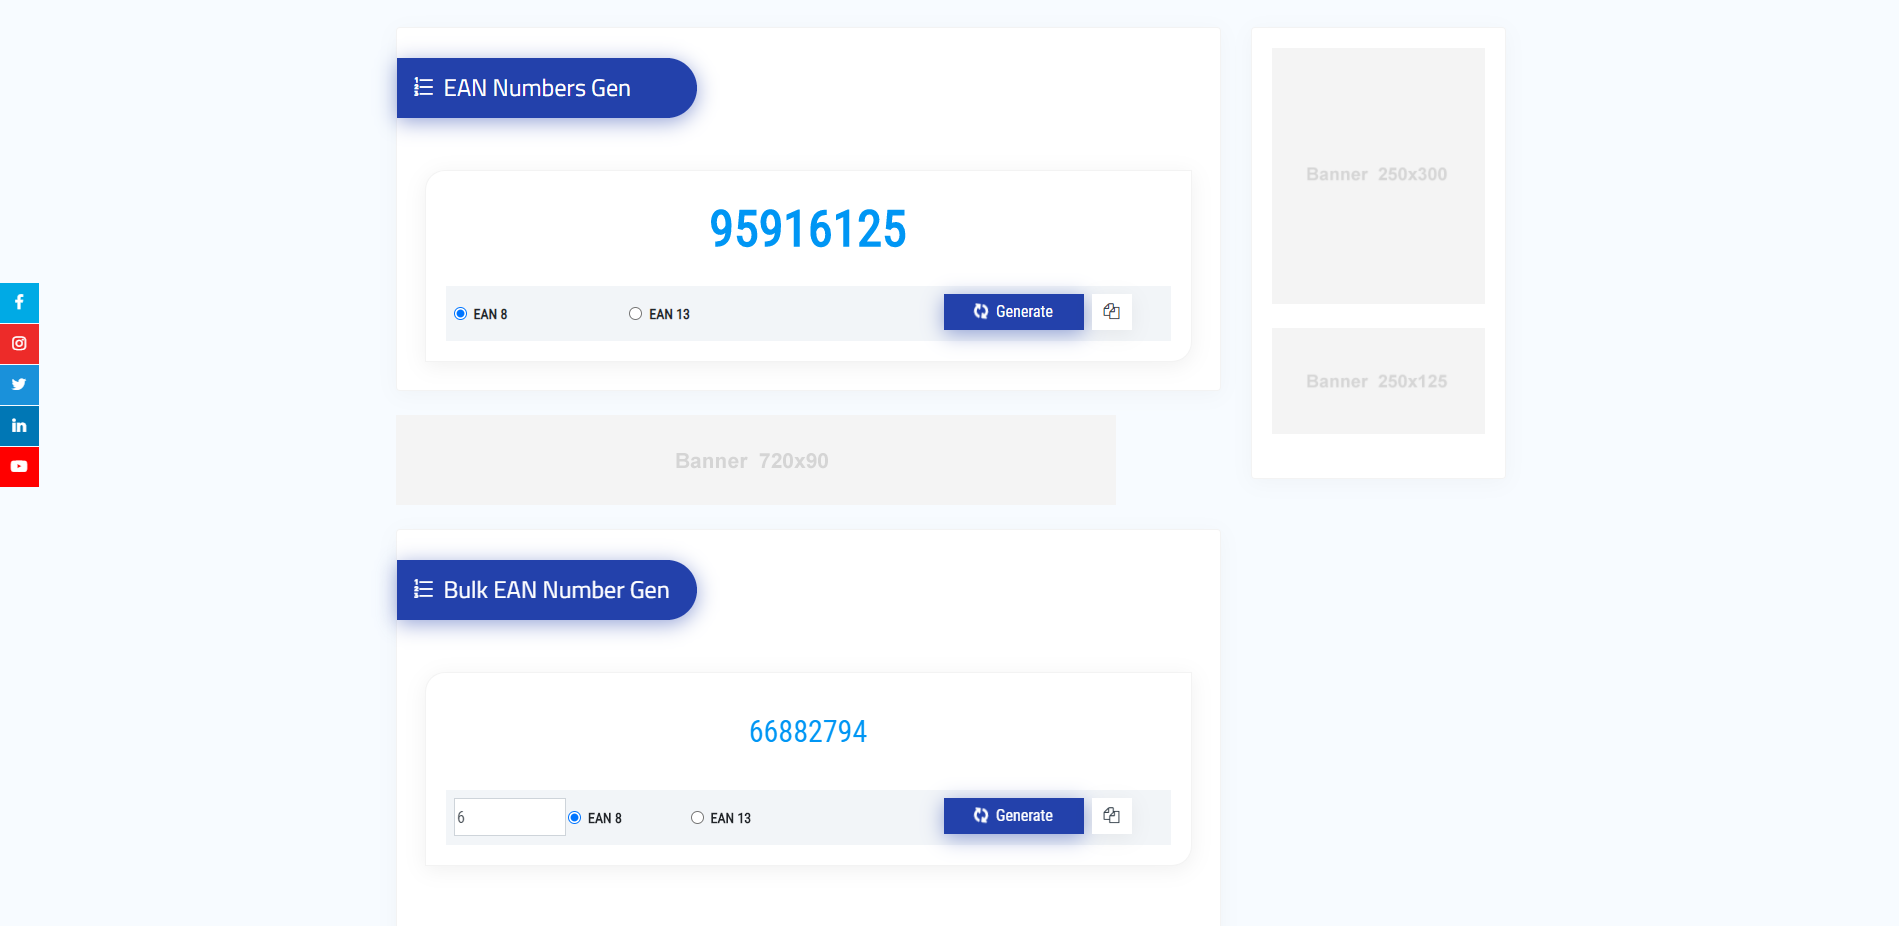 EAN Numbers Gen
95916125
EAN 8
EAN 13
Generate
Banner 250x300
Banner 250x125
Banner 720x90
Bulk EAN Number Gen
66882794
6
EAN 8
EAN 13
Generate